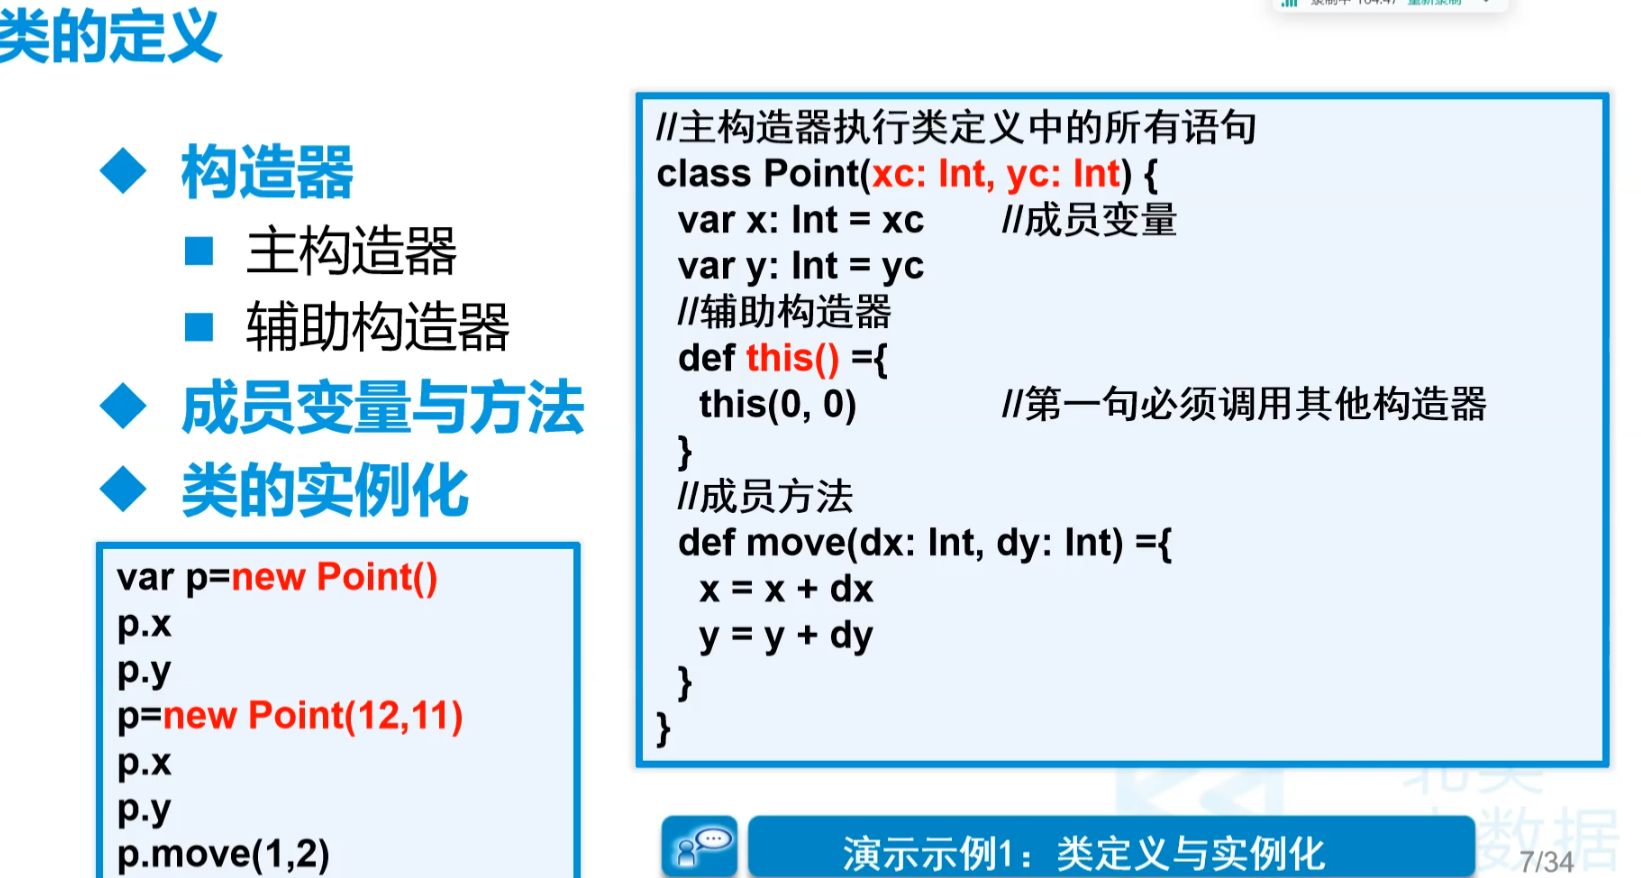 类的定义
构造器
主构造器
辅助构造器
成员变量与方法
类的实例化
var p=new Point()
p.x
p.y
p=new Point(12,11)
p.x
p.y
p.move(1,2)
//主构造器执行类定义中的所有语句
class Point(xc: Int, yc: Int) {
var x: Int = xc //成员变量
var y: Int = yc
//辅助构造器
def this() ={
this(0, 0) //第一句必须调用其他构造器
}
//成员方法
def move(dx: Int, dy: Int) ={
x = x + dx
y = y + dy
}
}
演示示例1：类定义与实例化
数据
7/34